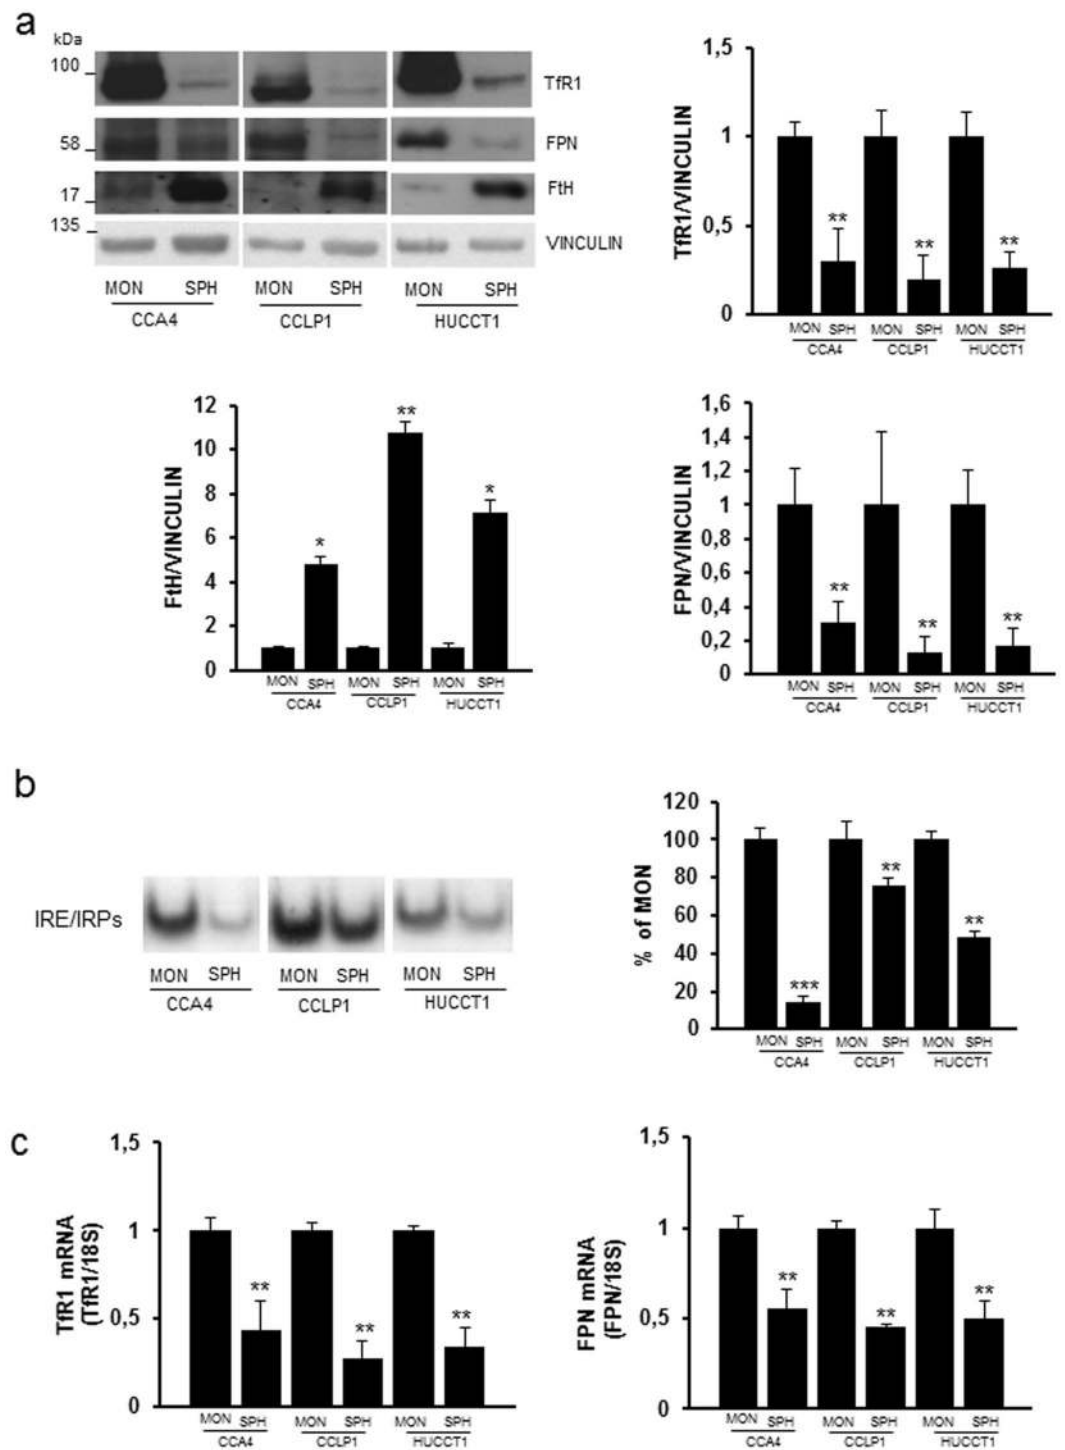 a
kDa
100
58
17
135
TfR1
FPN
FtH
VINCULIN
MON SPH MON SPH MON SPH
CCA4 CCLP1 HUCCT1
TfR1/VINCULIN
1,5
1
0,5
0
** ** **
MON SPH MON SPH MON SPH
CCA4 CCLP1 HUCCT1
FtH/VINCULIN
12
10
8
6
4
2
0
* ** *
MON SPH MON SPH MON SPH
CCA4 CCLP1 HUCCT1
FPN/VINCULIN
1,6
1,4
1,2
1
0,8
0,6
0,4
0,2
0
** ** **
MON SPH MON SPH MON SPH
CCA4 CCLP1 HUCCT1
b
IRE/IRPs
MON SPH MON SPH MON SPH
CCA4 CCLP1 HUCCT1
% of MON
120
100
80
60
40
20
0
*** ** **
MON SPH MON SPH MON SPH
CCA4 CCLP1 HUCCT1
c
TfR1 mRNA
(TfR1/18S)
1,5
1
0,5
0
** ** **
MON SPH MON SPH MON SPH
CCA4 CCLP1 HUCCT1
FPN mRNA
(FPN/18S)
1,5
1
0,5
0
** ** **
MON SPH MON SPH MON SPH
CCA4 CCLP1 HUCCT1